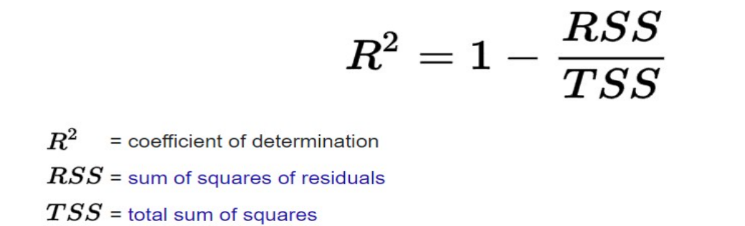 R² = 1 − RSS/TSS
R² = coefficient of determination
RSS = sum of squares of residuals
TSS = total sum of squares